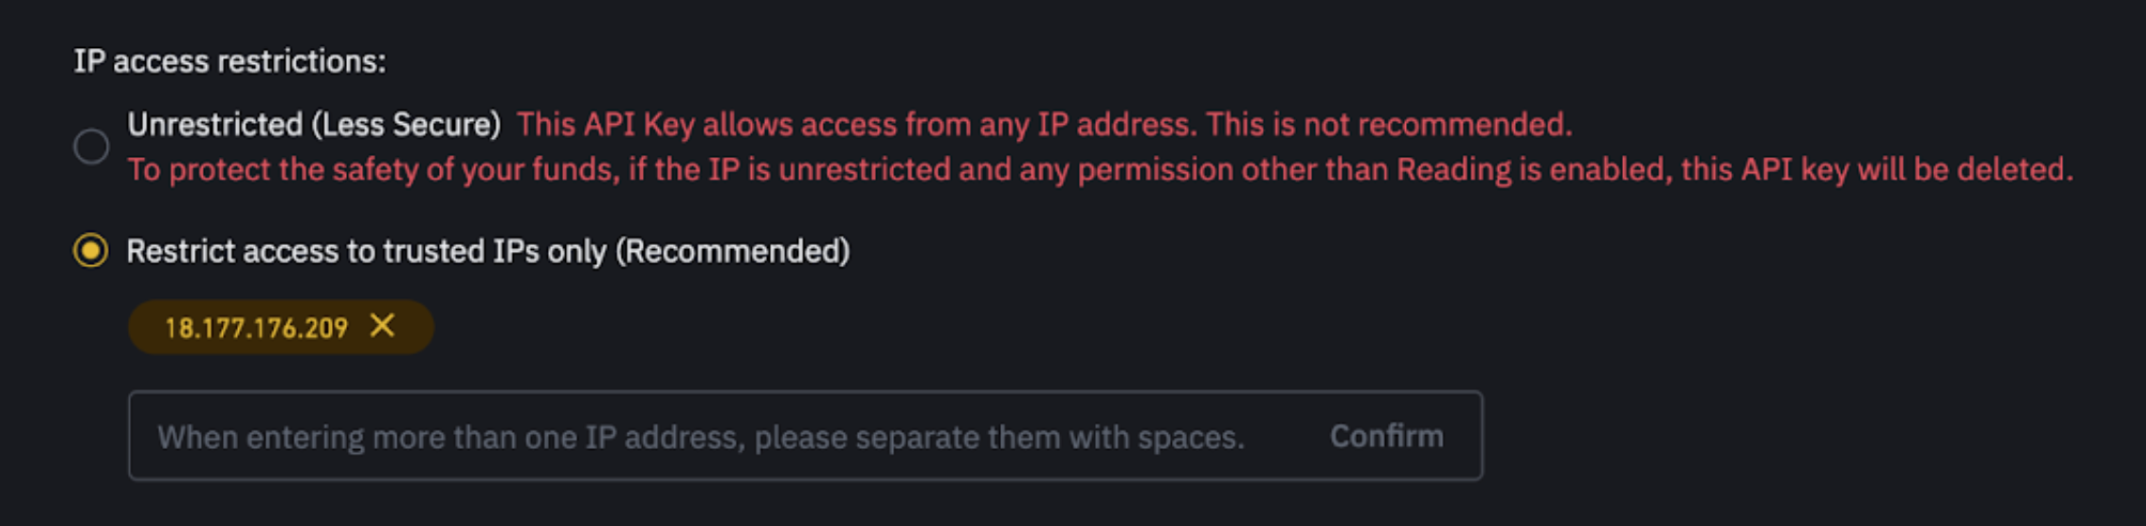 IP access restrictions:
Unrestricted (Less Secure) This API Key allows access from any IP address. This is not recommended.
To protect the safety of your funds, if the IP is unrestricted and any permission other than Reading is enabled, this API key will be deleted.
Restrict access to trusted IPs only (Recommended)
18.177.176.209
When entering more than one IP address, please separate them with spaces. Confirm